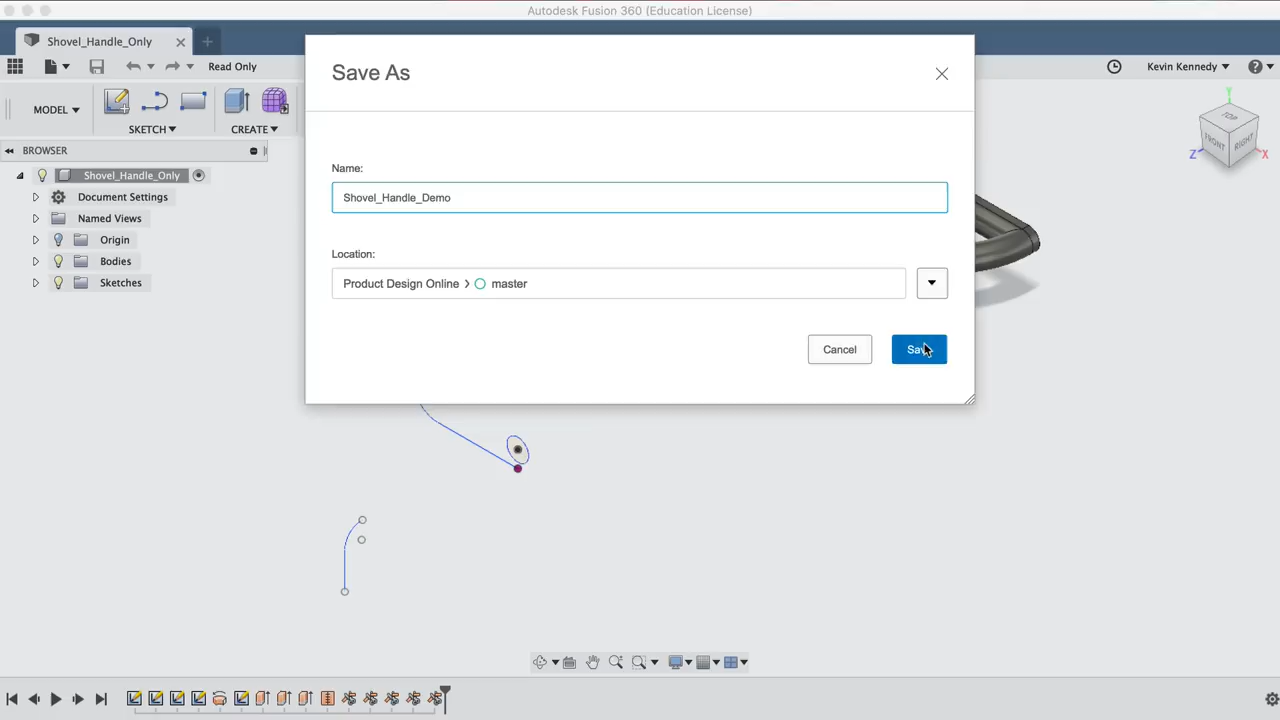 Autodesk Fusion 360 (Education License)
Shovel_Handle_Only
Read Only
Kevin Kennedy
MODEL
SKETCH
CREATE
BROWSER
Shovel_Handle_Only
Document Settings
Named Views
Origin
Bodies
Sketches
Save As
Name:
Shovel_Handle_Demo
Location:
Product Design Online > master
Cancel
Save
TOP
FRONT
RIGHT
Y
Z
X